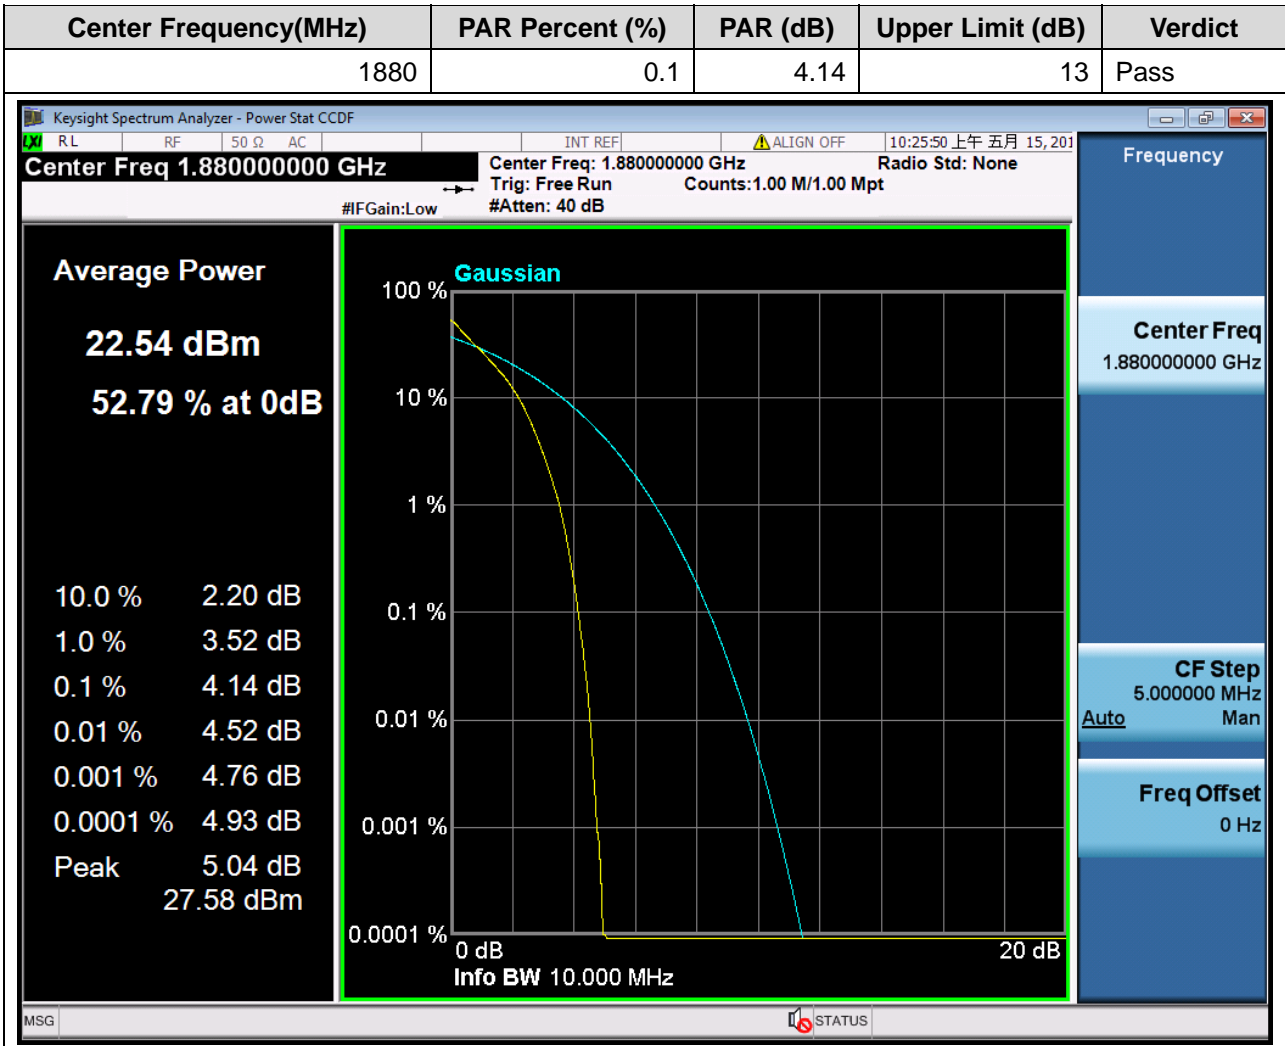 Center Frequency(MHz) PAR Percent (%) PAR (dB) Upper Limit (dB) Verdict
1880 0.1 4.14 13 Pass
Keysight Spectrum Analyzer - Power Stat CCDF
LXI RL RF 50 Ω AC INT REF ALIGN OFF 10:25:50 上午 五月 15, 201
Center Freq 1.880000000 GHz
Center Freq: 1.880000000 GHz Radio Std: None
Trig: Free Run Counts:1.00 M/1.00 Mpt
#IFGain:Low #Atten: 40 dB
Frequency
Average Power
22.54 dBm
52.79 % at 0dB
10.0 % 2.20 dB
1.0 % 3.52 dB
0.1 % 4.14 dB
0.01 % 4.52 dB
0.001 % 4.76 dB
0.0001 % 4.93 dB
Peak 5.04 dB
27.58 dBm
Gaussian
100 %
10 %
1 %
0.1 %
0.01 %
0.001 %
0.0001 %
0 dB 20 dB
Info BW 10.000 MHz
Center Freq
1.880000000 GHz
CF Step
5.000000 MHz
Auto Man
Freq Offset
0 Hz
MSG STATUS